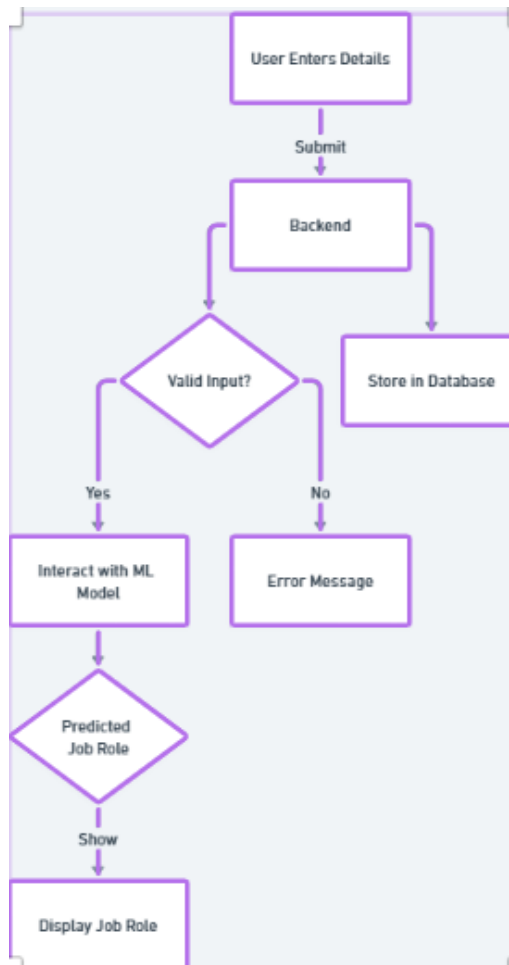 User Enters Details
Submit
Backend
Valid Input?
Store in Database
Yes
No
Interact with ML
Model
Error Message
Predicted
Job Role
Show
Display Job Role